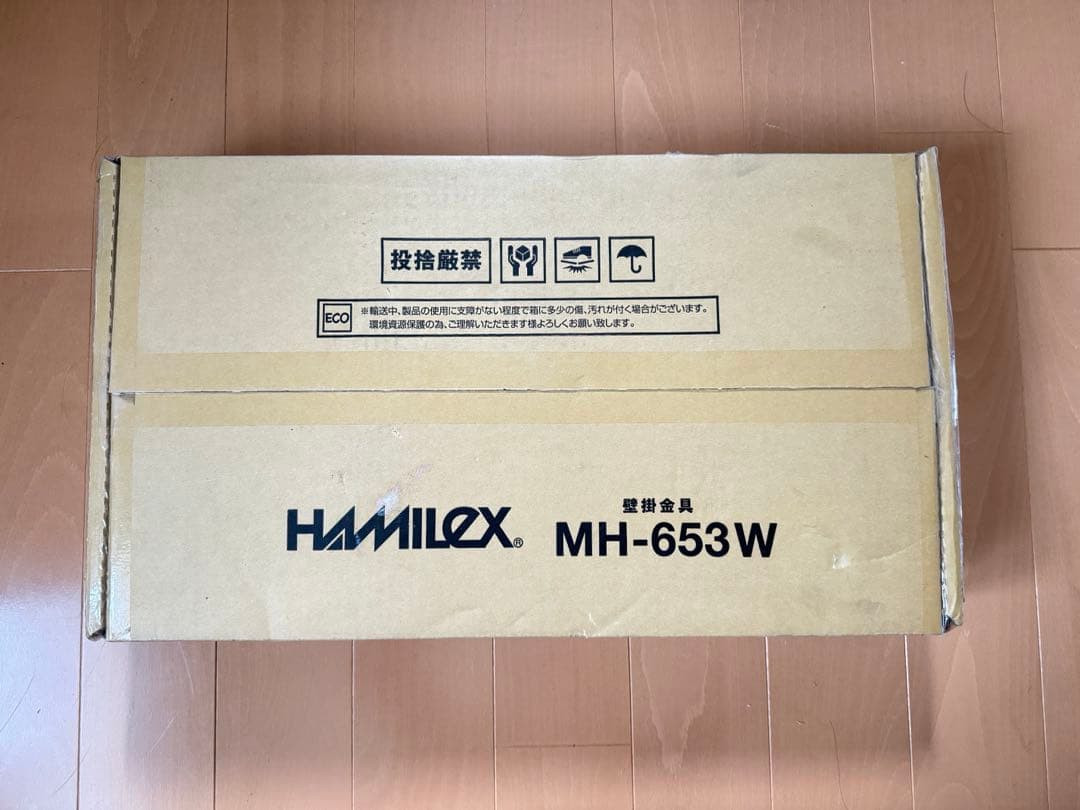 投捨厳禁
ECO
※輸送中、製品の使用に支障がない程度で箱に多少の傷、汚れが付く場合がございます。
環境資源保護の為、ご理解いただきます様よろしくお願い致します。
HAMILEX®
壁掛金具
MH-653W